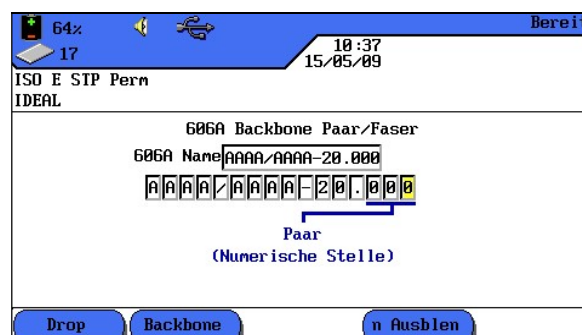 64%
Bereit
17
10:37
15/05/09
ISO E STP Perm
IDEAL
606A Backbone Paar/Faser
606A Name AAAA/AAAA-20.000
AAAA/AAAA-20.000
Paar
(Numerische Stelle)
Drop Backbone n Ausblen